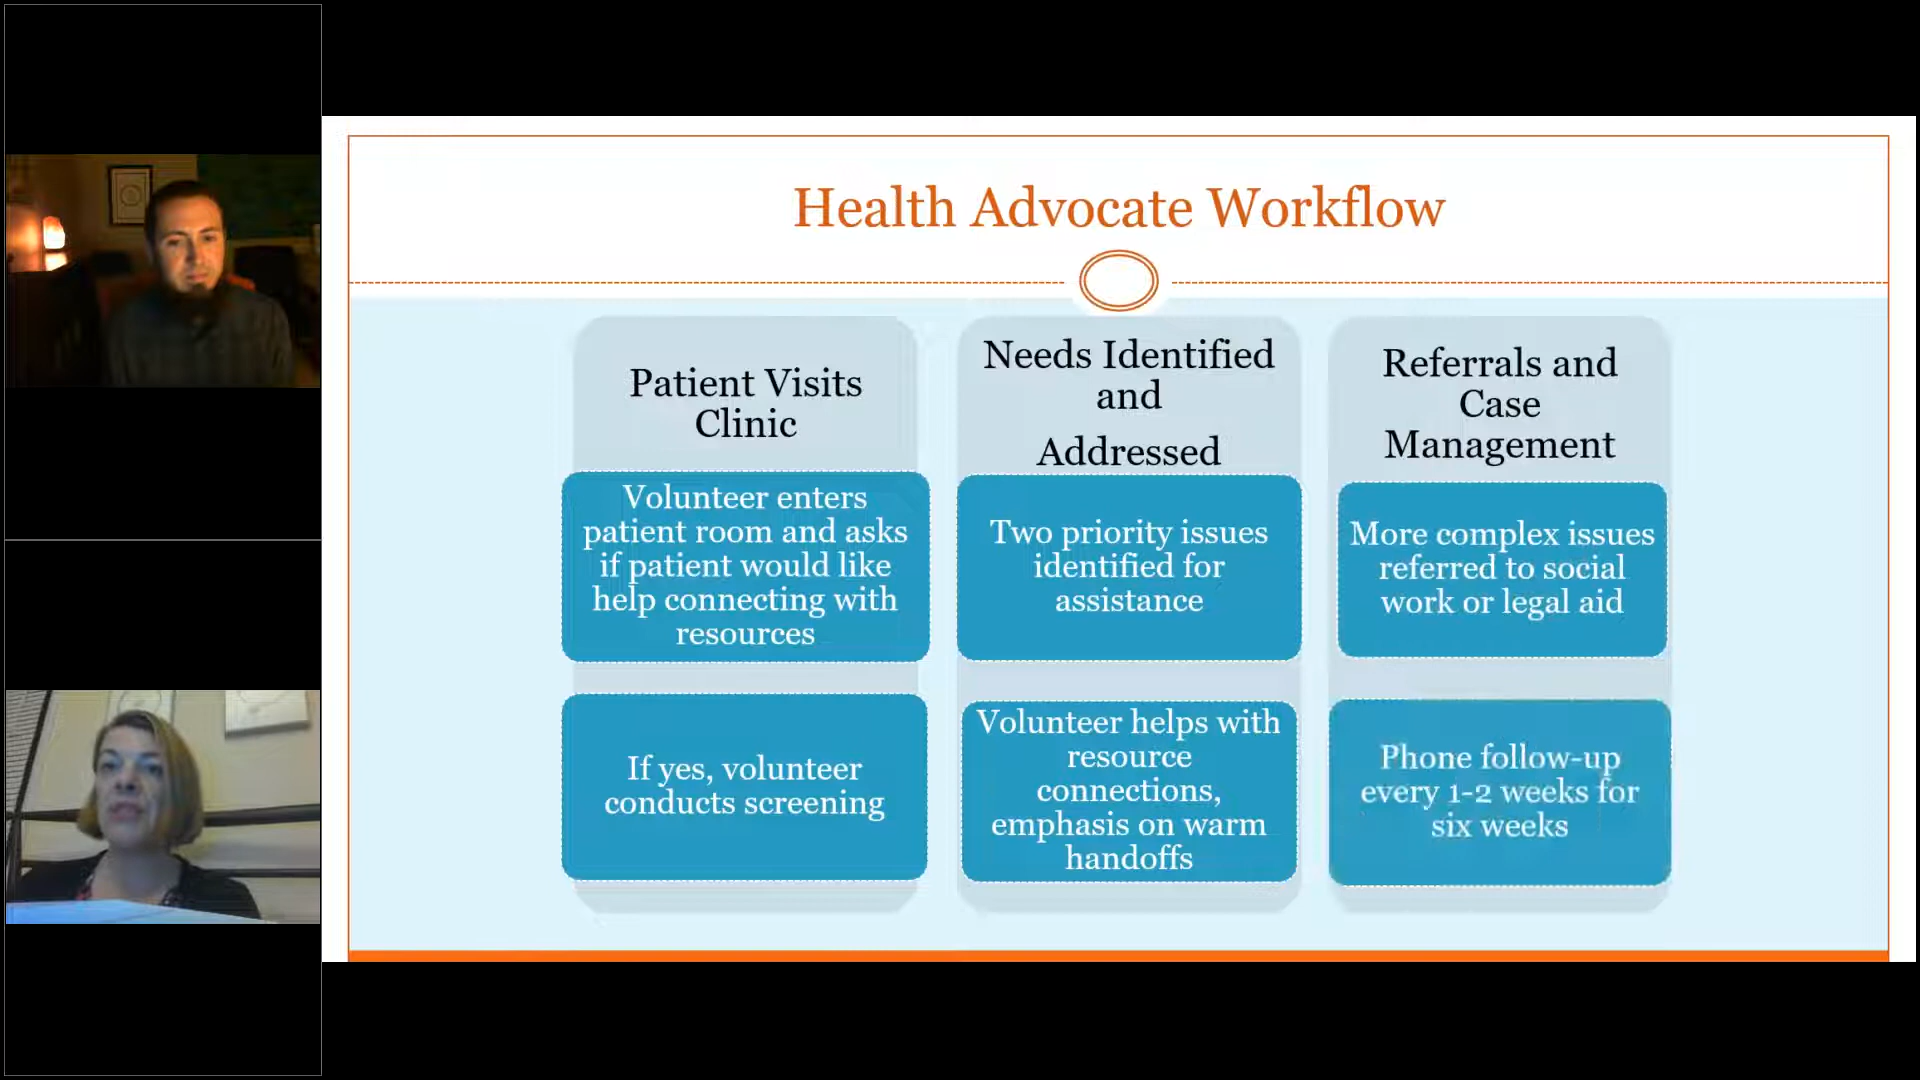 Health Advocate Workflow
Patient Visits
Clinic
Volunteer enters
patient room and asks
if patient would like
help connecting with
resources
If yes, volunteer
conducts screening
Needs Identified
and
Addressed
Two priority issues
identified for
assistance
Volunteer helps with
resource
connections,
emphasis on warm
handoffs
Referrals and
Case
Management
More complex issues
referred to social
work or legal aid
Phone follow-up
every 1-2 weeks for
six weeks